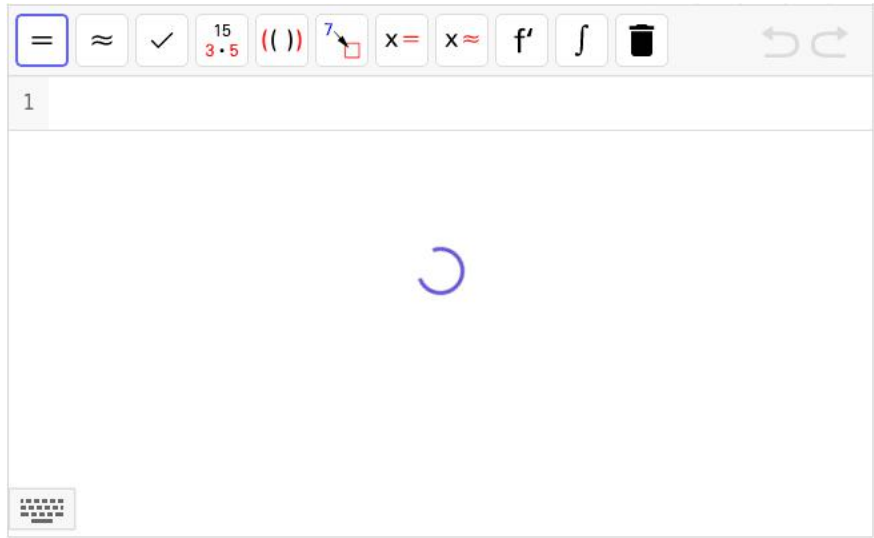 = ≈ ✓ 15 (( )) 7 x= x≈ f′ ∫
3·5
1